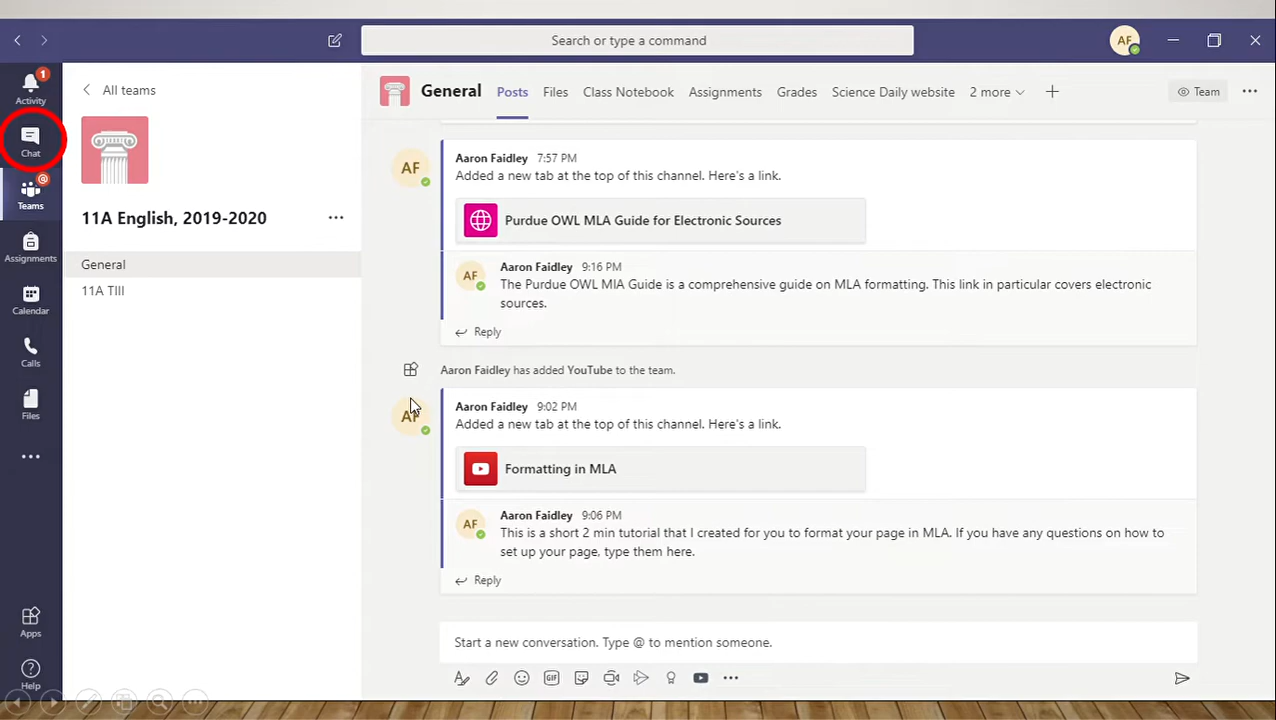 Search or type a command
AF
1
Activity
Chat
@
Teams
Assignments
Calendar
Calls
Files
Apps
Help
All teams
11A English, 2019-2020
General
11A TIII
General
Posts
Files
Class Notebook
Assignments
Grades
Science Daily website
2 more
Team
AF
Aaron Faidley 7:57 PM
Added a new tab at the top of this channel. Here's a link.
Purdue OWL MLA Guide for Electronic Sources
AF
Aaron Faidley 9:16 PM
The Purdue OWL MIA Guide is a comprehensive guide on MLA formatting. This link in particular covers electronic
sources.
Reply
Aaron Faidley has added YouTube to the team.
AF
Aaron Faidley 9:02 PM
Added a new tab at the top of this channel. Here's a link.
Formatting in MLA
AF
Aaron Faidley 9:06 PM
This is a short 2 min tutorial that I created for you to format your page in MLA. If you have any questions on how to
set up your page, type them here.
Reply
Start a new conversation. Type @ to mention someone.
GIF